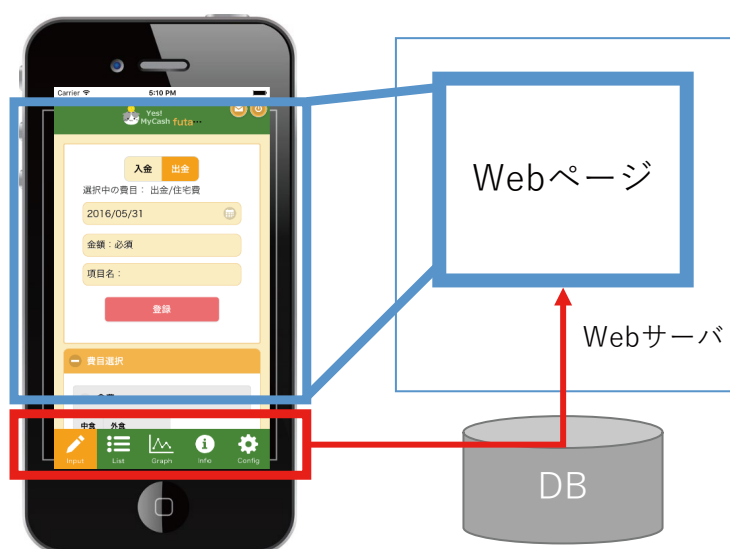 Carrier
5:10 PM
Yes!
MyCash futa...
入金
出金
選択中の費目： 出金/住宅費
2016/05/31
金額：必須
項目名：
登録
費目選択
中食
外食
Input
List
Graph
Info
Config
Webページ
Webサーバ
DB